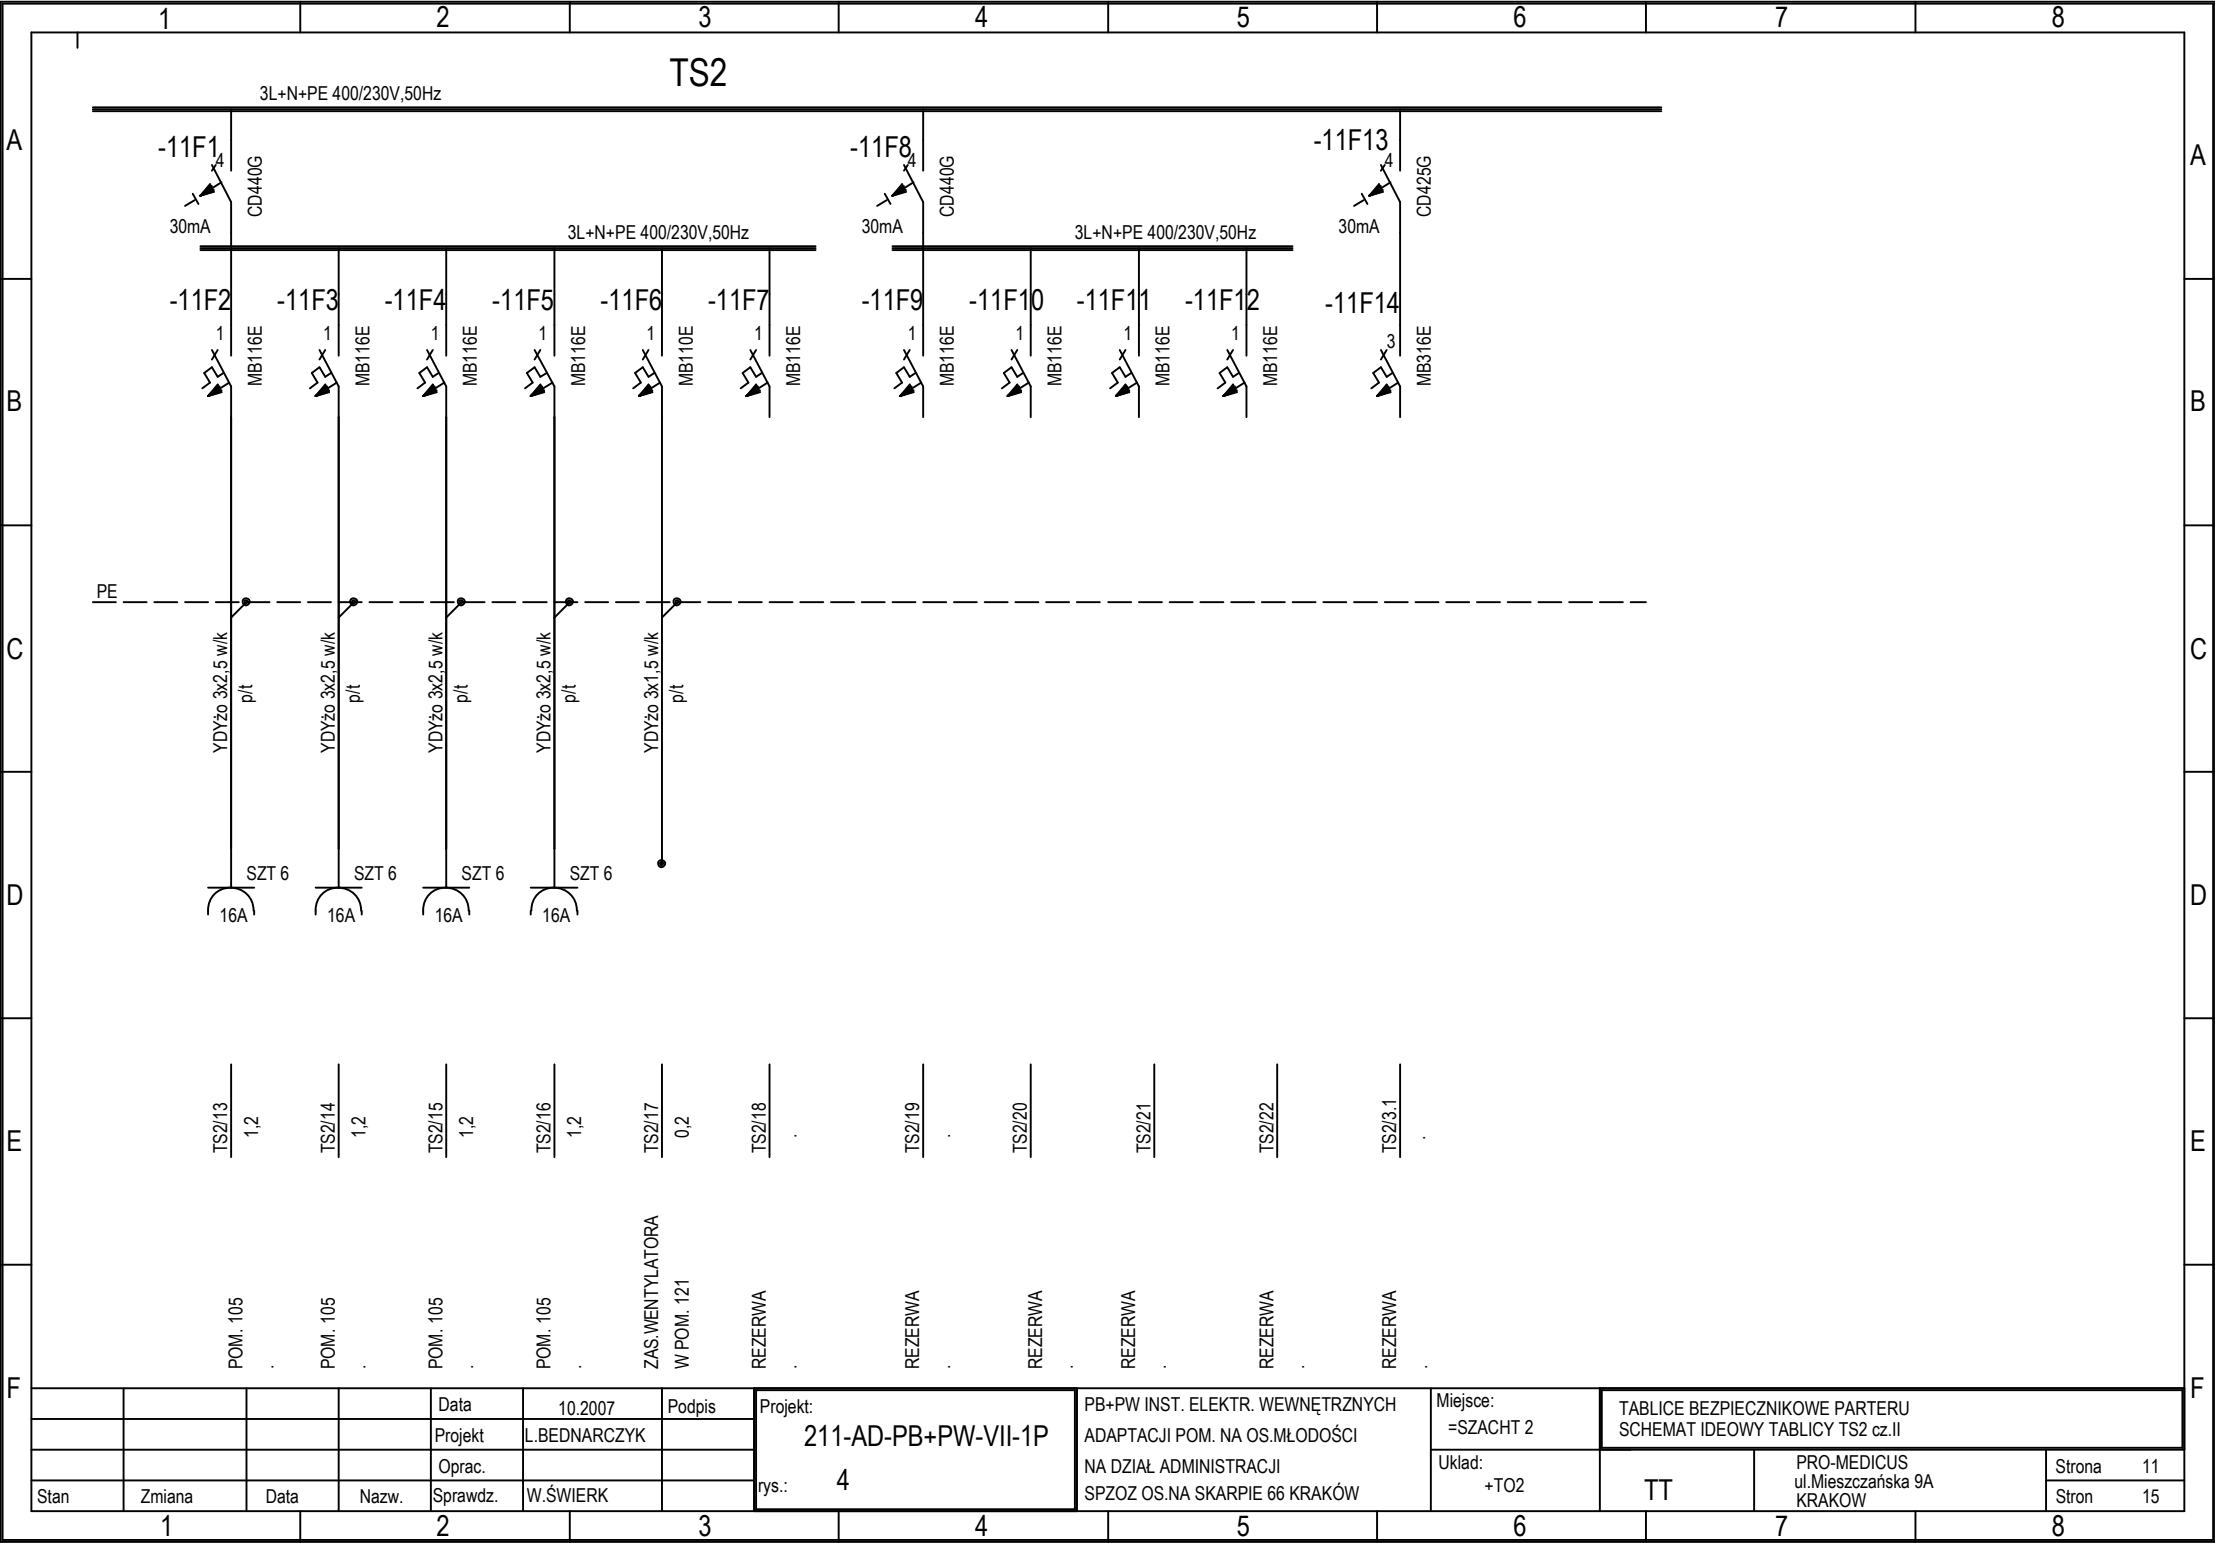 1 2 3 4 5 6 7 8
TS2
3L+N+PE 400/230V,50Hz
A
A
-11F1
4
CD440G
30mA
-11F8
4
CD440G
30mA
-11F13
4
CD425G
30mA
3L+N+PE 400/230V,50Hz
3L+N+PE 400/230V,50Hz
-11F2
1
MB116E
-11F3
1
MB116E
-11F4
1
MB116E
-11F5
1
MB116E
-11F6
1
MB110E
-11F7
1
MB116E
-11F9
1
MB116E
-11F10
1
MB116E
-11F11
1
MB116E
-11F12
1
MB116E
-11F14
3
MB316E
B
B
PE
C
C
YDYżo 3x2,5 w/k
p/t
YDYżo 3x2,5 w/k
p/t
YDYżo 3x2,5 w/k
p/t
YDYżo 3x2,5 w/k
p/t
YDYżo 3x1,5 w/k
p/t
D
D
SZT 6
16A
SZT 6
16A
SZT 6
16A
SZT 6
16A
E
E
TS2/13
1,2
TS2/14
1,2
TS2/15
1,2
TS2/16
1,2
TS2/17
0,2
TS2/18
.
TS2/19
.
TS2/20
TS2/21
TS2/22
TS2/3.1
.
POM. 105
.
POM. 105
.
POM. 105
.
POM. 105
.
ZAS.WENTYLATORA
W POM. 121
REZERWA
.
REZERWA
.
REZERWA
.
REZERWA
.
REZERWA
.
REZERWA
.
F
F
Data 10.2007 Podpis
Projekt L.BEDNARCZYK
Oprac.
Stan Zmiana Data Nazw. Sprawdz. W.ŚWIERK
Projekt:
211-AD-PB+PW-VII-1P
rys.: 4
PB+PW INST. ELEKTR. WEWNĘTRZNYCH
ADAPTACJI POM. NA OS.MŁODOŚCI
NA DZIAŁ ADMINISTRACJI
SPZOZ OS.NA SKARPIE 66 KRAKÓW
Miejsce:
=SZACHT 2
Uklad:
+TO2
TABLICE BEZPIECZNIKOWE PARTERU
SCHEMAT IDEOWY TABLICY TS2 cz.II
TT
PRO-MEDICUS
ul.Mieszczańska 9A
KRAKOW
Strona 11
Stron 15
1 2 3 4 5 6 7 8